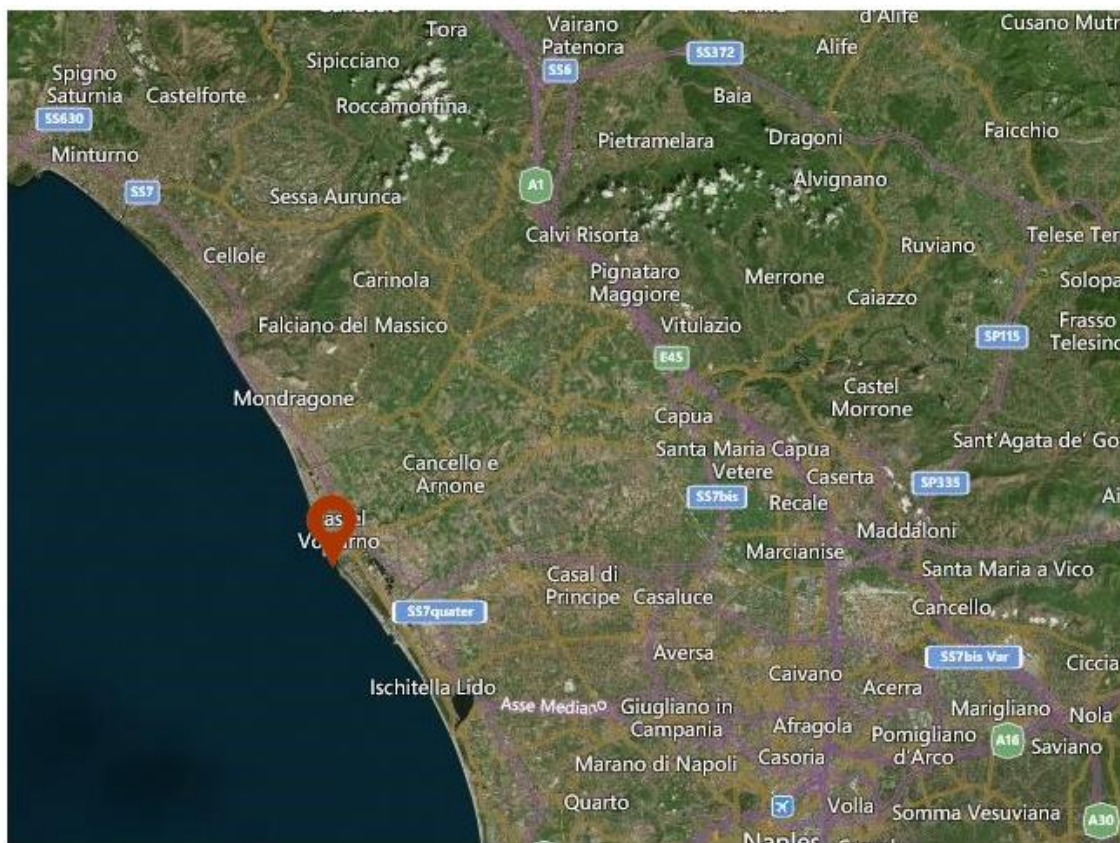 Tora
Vairano
Patenora
d'Alife
Cusano Mutr
Alife
SS372
SS6
Sipicciano
Spigno
Saturnia
Castelforte
Roccamonfina
Baia
SS630
Pietramelara
Dragoni
Faicchio
Minturno
A1
Alvignano
SS7
Sessa Aurunca
Calvi Risorta
Ruviano
Telese Ter
Cellole
Carinola
Pignataro
Maggiore
Merrone
Solopa
Caiazzo
Falciano del Massico
Vitulazio
Frasso
Telesino
SP115
E45
Mondragone
Castel
Morrone
Capua
Sant'Agata de' Go
Cancello e
Arnone
Santa Maria Capua
Vetere
Caserta
SP335
SS7bis
Recale
Maddaloni
Marcianise
Casal di
Principe
Casaluce
Santa Maria a Vico
SS7quater
Cancello
Aversa
SS7bis Var
Ciccia
Caivano
Ischitella Lido
Acerra
Asse Mediano
Giugliano in
Campania
Marigliano
Nola
Afragola
Pomigliano
d'Arco
A16
Saviano
Marano di Napoli
Casoria
Quarto
Volla
Somma Vesuviana
A30
Naples